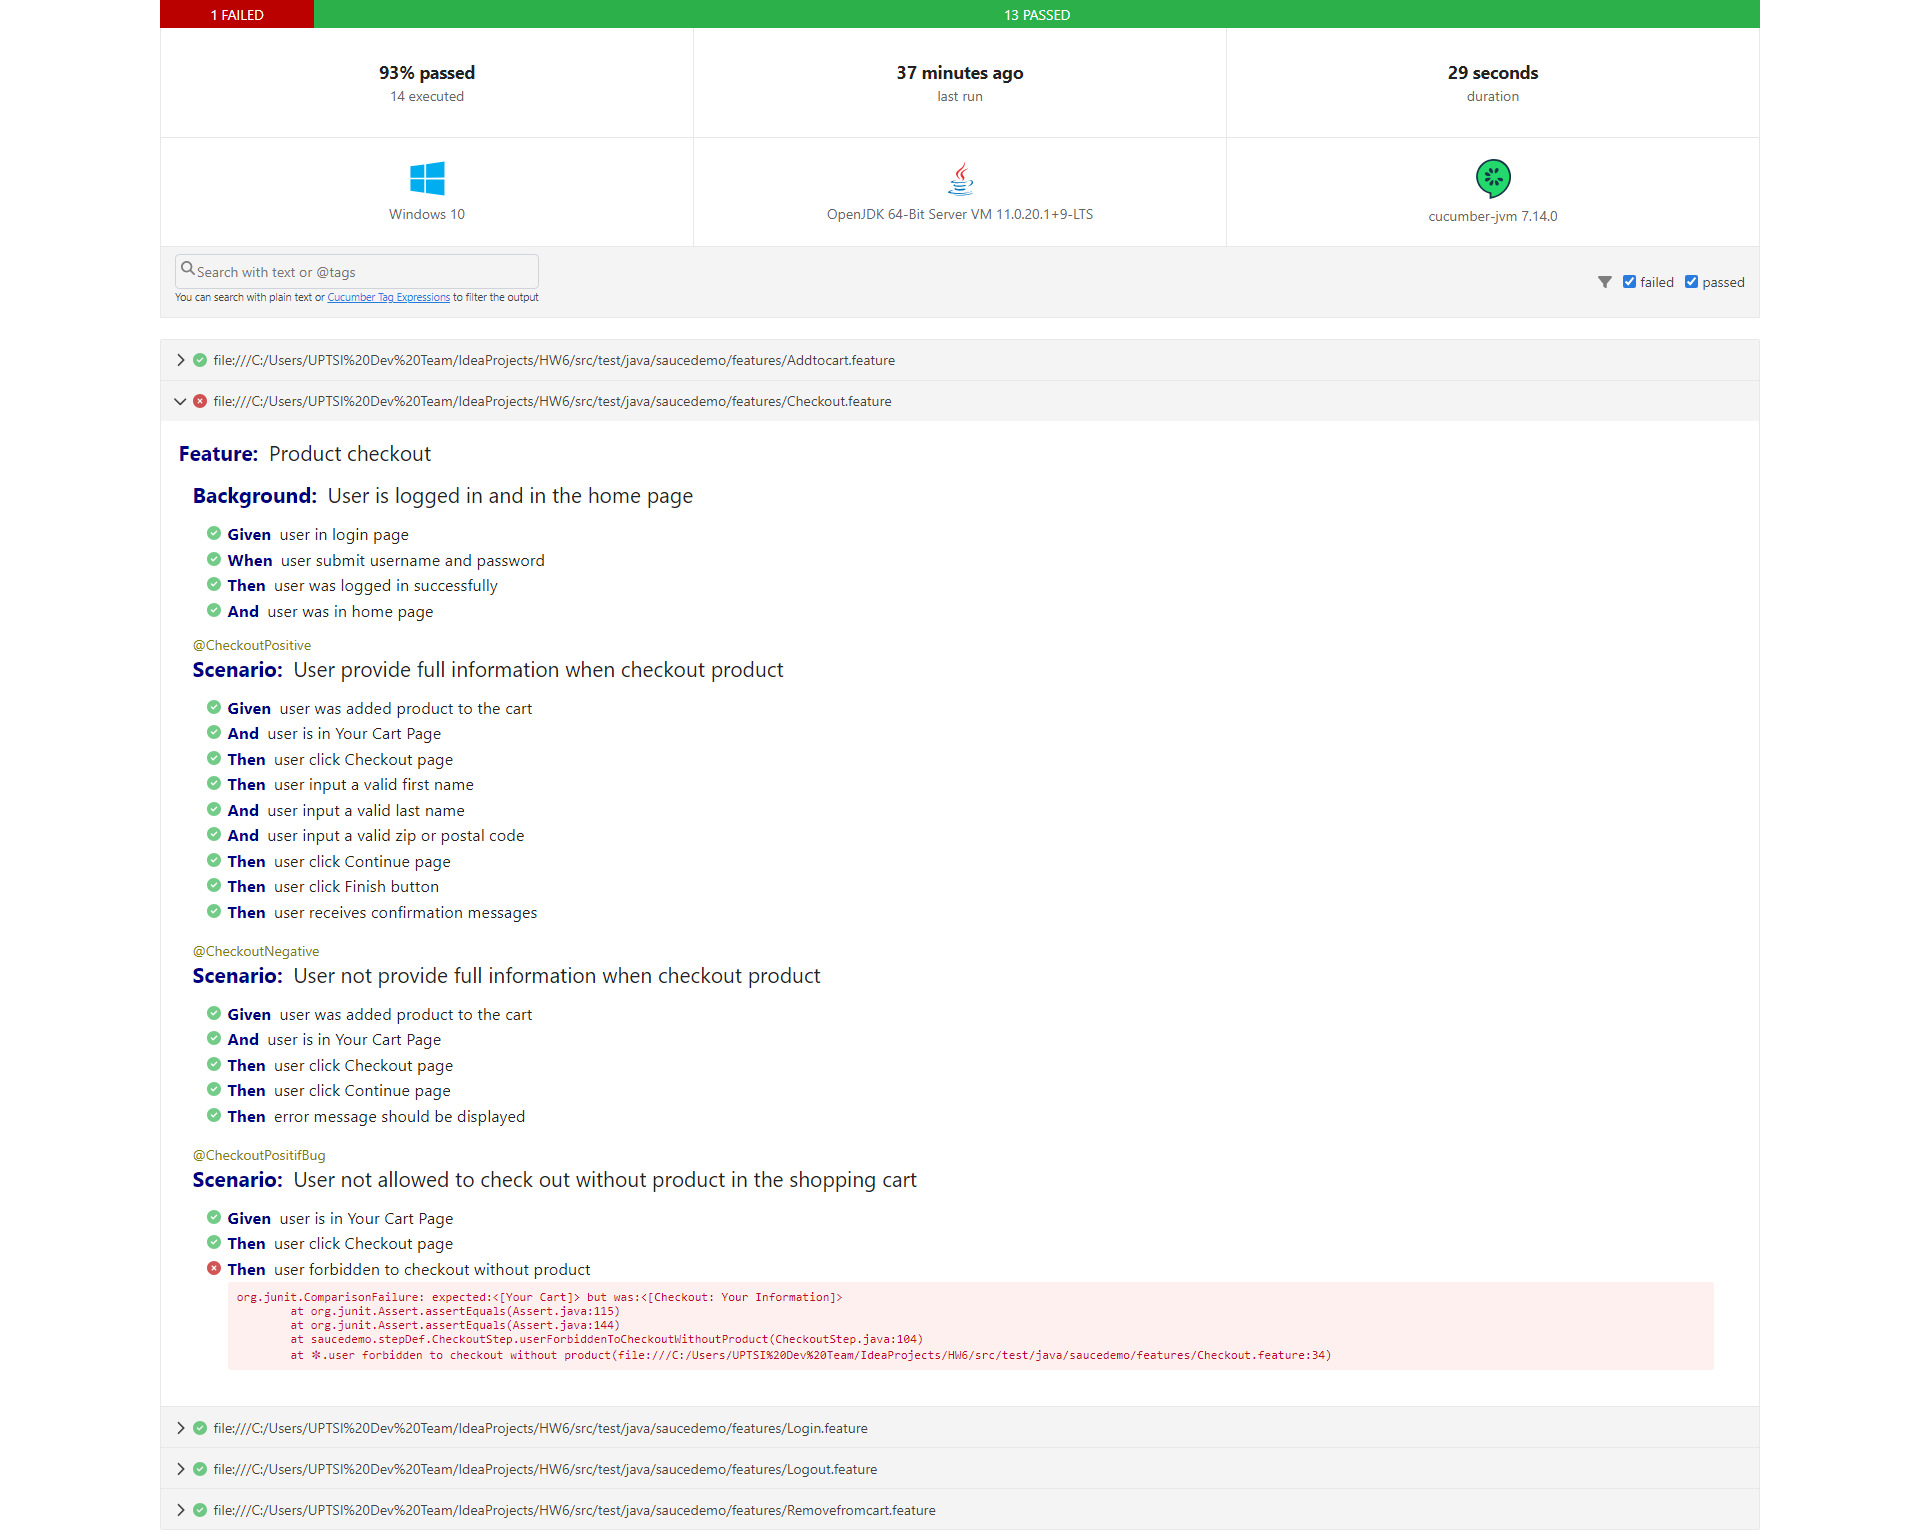 1 FAILED
13 PASSED
93% passed
14 executed
37 minutes ago
last run
29 seconds
duration
Windows 10
OpenJDK 64-Bit Server VM 11.0.20.1+9-LTS
cucumber-jvm 7.14.0
Search with text or @tags
You can search with plain text or Cucumber Tag Expressions to filter the output
failed
passed
file:///C:/Users/UPTSI%20Dev%20Team/IdeaProjects/HW6/src/test/java/saucedemo/features/Addtocart.feature
file:///C:/Users/UPTSI%20Dev%20Team/IdeaProjects/HW6/src/test/java/saucedemo/features/Checkout.feature
Feature: Product checkout
Background: User is logged in and in the home page
Given user in login page
When user submit username and password
Then user was logged in successfully
And user was in home page
@CheckoutPositive
Scenario: User provide full information when checkout product
Given user was added product to the cart
And user is in Your Cart Page
Then user click Checkout page
Then user input a valid first name
And user input a valid last name
And user input a valid zip or postal code
Then user click Continue page
Then user click Finish button
Then user receives confirmation messages
@CheckoutNegative
Scenario: User not provide full information when checkout product
Given user was added product to the cart
And user is in Your Cart Page
Then user click Checkout page
Then user click Continue page
Then error message should be displayed
@CheckoutPositifBug
Scenario: User not allowed to check out without product in the shopping cart
Given user is in Your Cart Page
Then user click Checkout page
Then user forbidden to checkout without product
org.junit.ComparisonFailure: expected:<[Your Cart]> but was:<[Checkout: Your Information]>
at org.junit.Assert.assertEquals(Assert.java:115)
at org.junit.Assert.assertEquals(Assert.java:144)
at saucedemo.stepDef.CheckoutStep.userForbiddenToCheckoutWithoutProduct(CheckoutStep.java:104)
at ✽.user forbidden to checkout without product(file:///C:/Users/UPTSI%20Dev%20Team/IdeaProjects/HW6/src/test/java/saucedemo/features/Checkout.feature:34)
file:///C:/Users/UPTSI%20Dev%20Team/IdeaProjects/HW6/src/test/java/saucedemo/features/Login.feature
file:///C:/Users/UPTSI%20Dev%20Team/IdeaProjects/HW6/src/test/java/saucedemo/features/Logout.feature
file:///C:/Users/UPTSI%20Dev%20Team/IdeaProjects/HW6/src/test/java/saucedemo/features/Removefromcart.feature